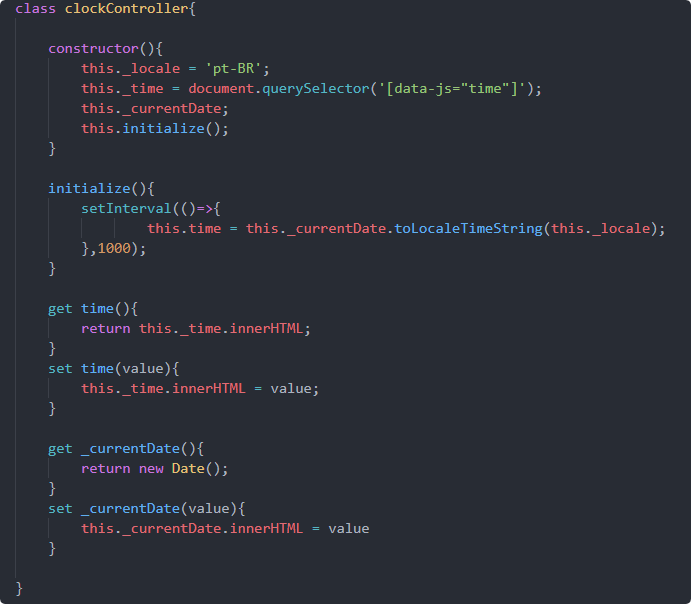 class clockController{
constructor(){
this._locale = 'pt-BR';
this._time = document.querySelector('[data-js="time"]');
this._currentDate;
this.initialize();
}
initialize(){
setInterval(()=>{
this.time = this._currentDate.toLocaleTimeString(this._locale);
},1000);
}
get time(){
return this._time.innerHTML;
}
set time(value){
this._time.innerHTML = value;
}
get _currentDate(){
return new Date();
}
set _currentDate(value){
this._currentDate.innerHTML = value
}
}